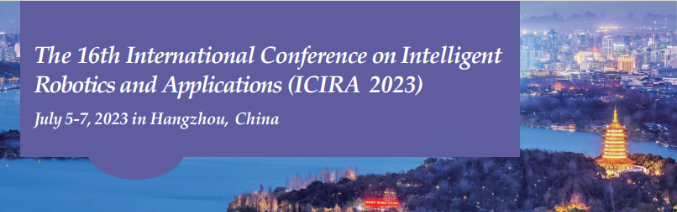 The 16th International Conference on Intelligent
Robotics and Applications (ICIRA 2023)
July 5-7, 2023 in Hangzhou, China